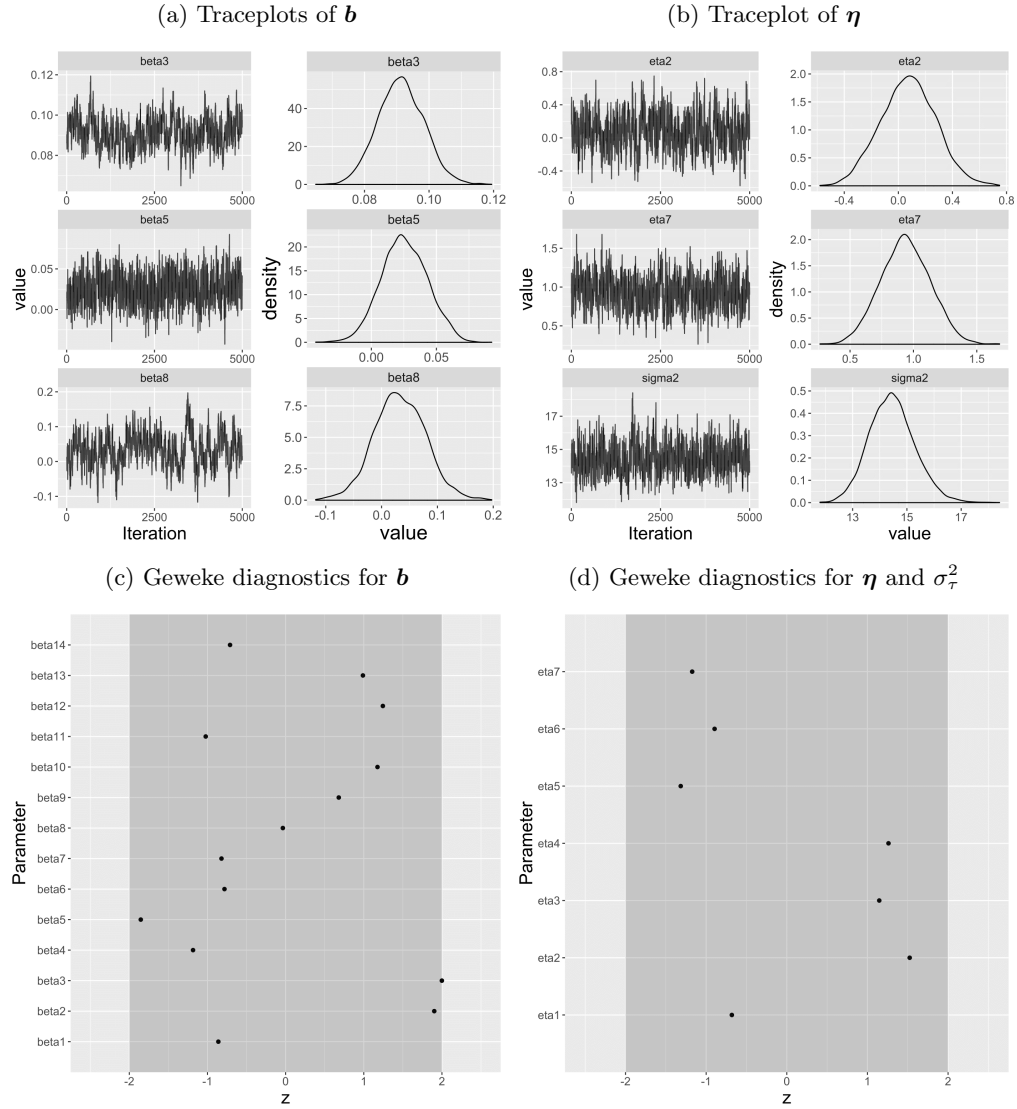 (a) Traceplots of b
beta3
0.12
0.10
0.08
0
2500
5000
beta3
40
20
0
0.08
0.10
0.12
beta5
0.05
0.00
0
2500
5000
beta5
20
15
10
5
0
0.00
0.05
beta8
0.2
0.1
0.0
-0.1
0
2500
5000
beta8
7.5
5.0
2.5
0.0
-0.1
0.0
0.1
0.2
value
density
Iteration
value
(b) Traceplot of η
eta2
0.8
0.4
0.0
-0.4
0
2500
5000
eta2
2.0
1.5
1.0
0.5
0.0
-0.4
0.0
0.4
0.8
eta7
1.5
1.0
0.5
0
2500
5000
eta7
2.0
1.5
1.0
0.5
0.0
0.5
1.0
1.5
sigma2
17
15
13
0
2500
5000
sigma2
0.5
0.4
0.3
0.2
0.1
0.0
13
15
17
value
density
Iteration
value
(c) Geweke diagnostics for b
Parameter
beta14
beta13
beta12
beta11
beta10
beta9
beta8
beta7
beta6
beta5
beta4
beta3
beta2
beta1
-2
-1
0
1
2
z
(d) Geweke diagnostics for η and σ²τ
Parameter
eta7
eta6
eta5
eta4
eta3
eta2
eta1
-2
-1
0
1
2
z